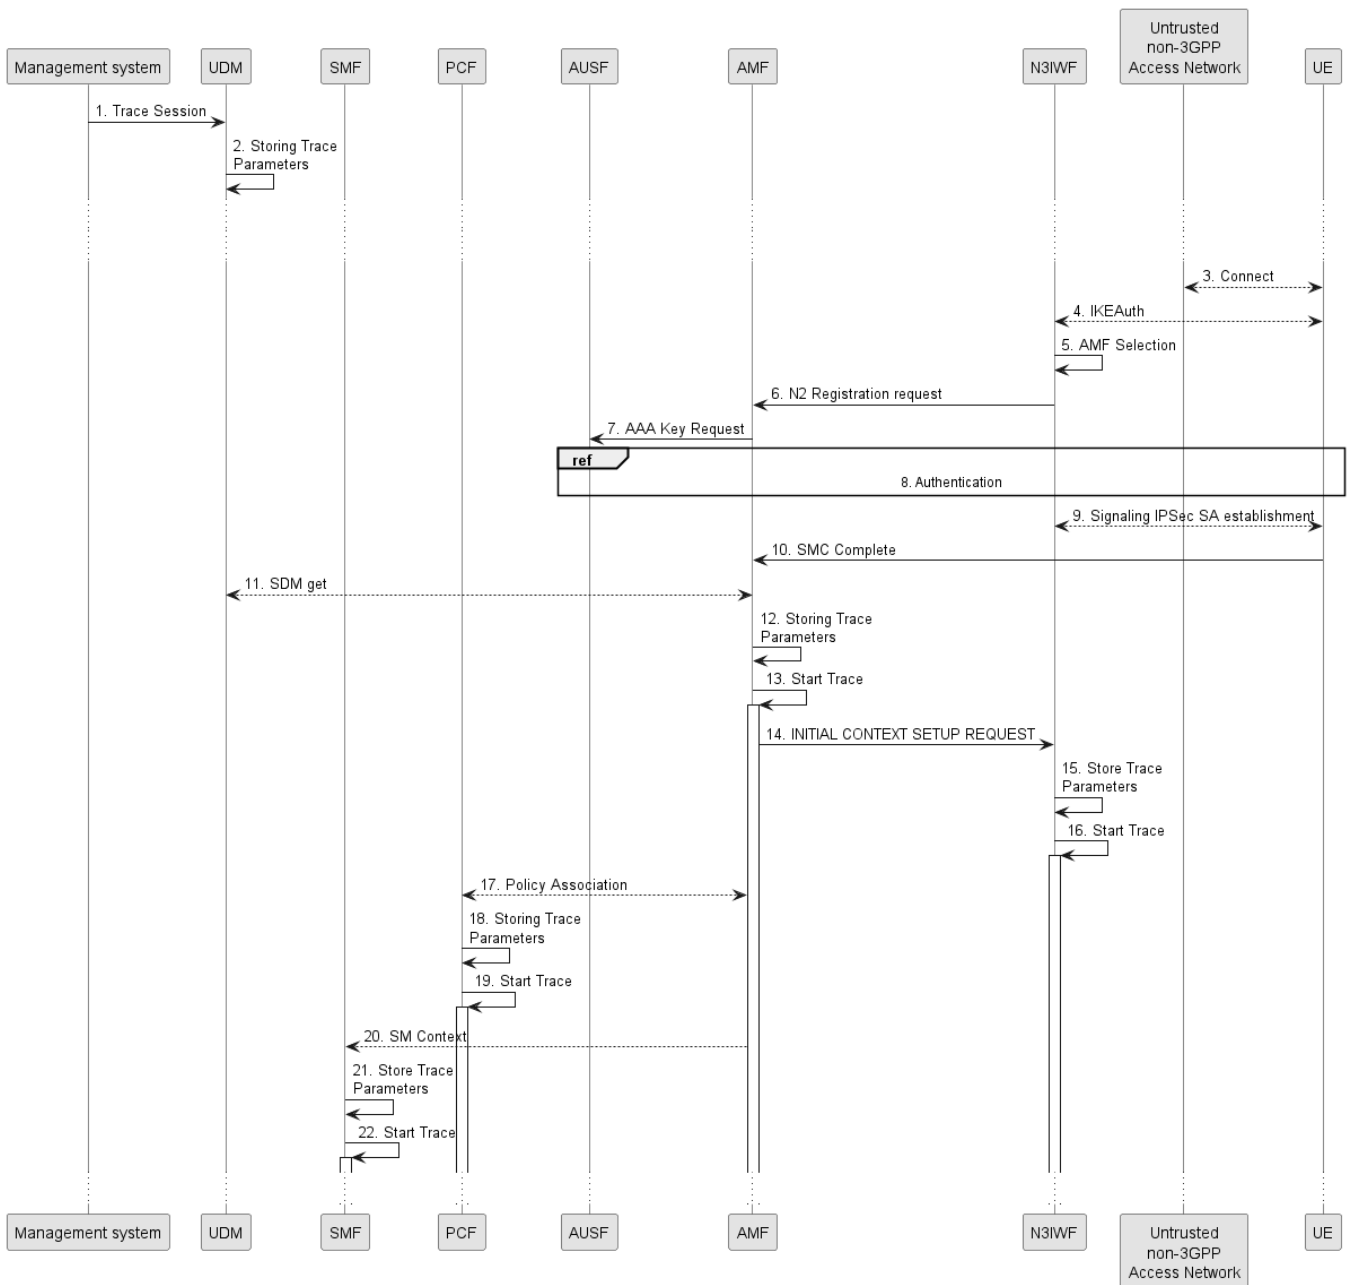 Untrusted
non-3GPP
Access Network
Management system
UDM
SMF
PCF
AUSF
AMF
N3IWF
UE
1. Trace Session
2. Storing Trace
Parameters
3. Connect
4. IKEAuth
5. AMF Selection
6. N2 Registration request
7. AAA Key Request
ref
8. Authentication
9. Signaling IPSec SA establishment
10. SMC Complete
11. SDM get
12. Storing Trace
Parameters
13. Start Trace
14. INITIAL CONTEXT SETUP REQUEST
15. Store Trace
Parameters
16. Start Trace
17. Policy Association
18. Storing Trace
Parameters
19. Start Trace
20. SM Context
21. Store Trace
Parameters
22. Start Trace
Management system
UDM
SMF
PCF
AUSF
AMF
N3IWF
Untrusted
non-3GPP
Access Network
UE